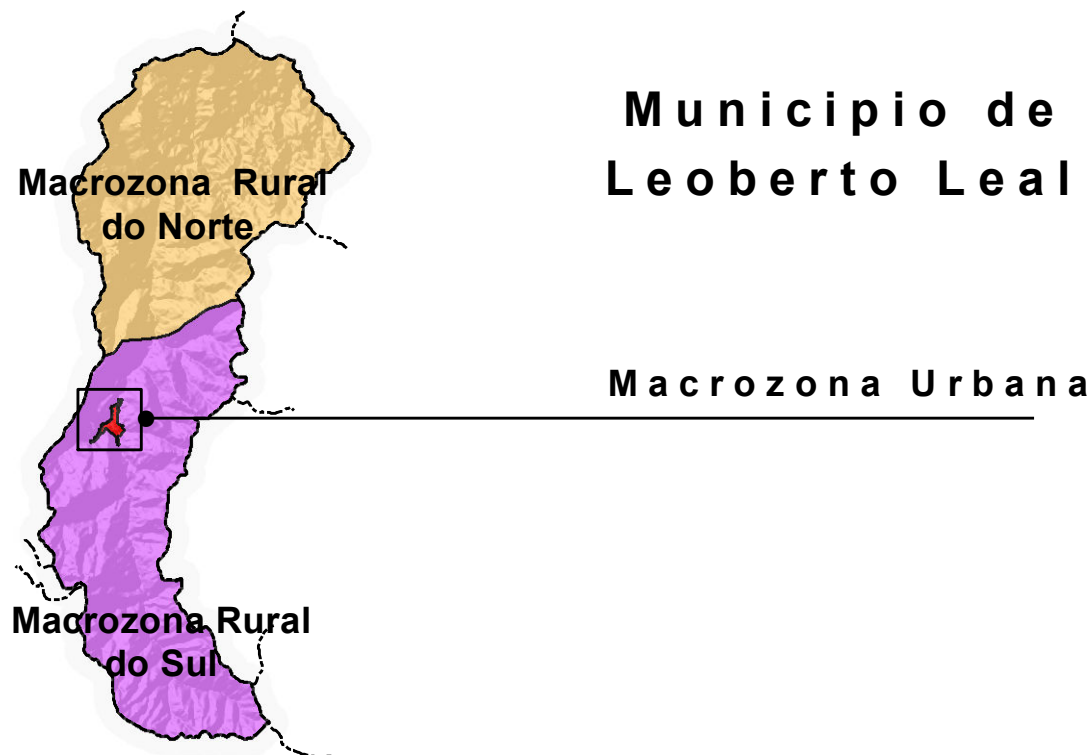 Municipio de
Leoberto Leal
Macrozona Rural
do Norte
Macrozona Urbana
Macrozona Rural
do Sul